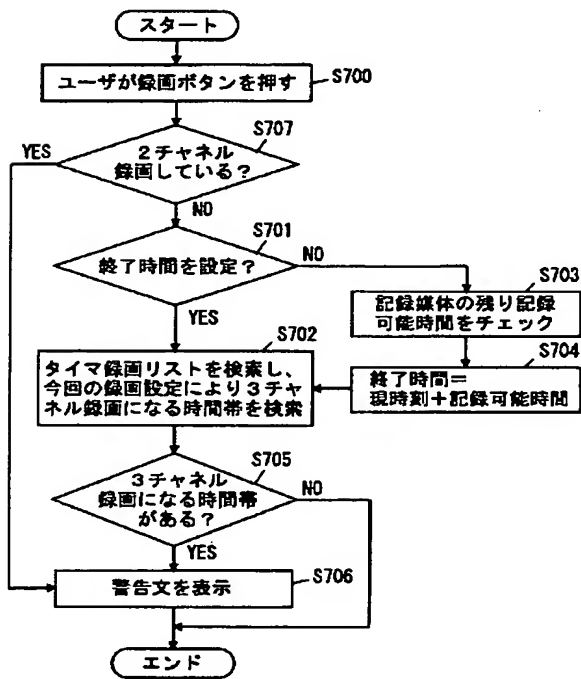 スタート
ユーザが録画ボタンを押す
S700
S707
YES
2チャネル
録画している？
NO
S701
終了時間を設定？
NO
YES
S703
記録媒体の残り記録
可能時間をチェック
S702
タイマ録画リストを検索し、
今回の録画設定により3チャ
ネル録画になる時間帯を検索
S704
終了時間＝
現時刻＋記録可能時間
S705
3チャネル
録画になる時間帯
がある？
NO
YES
S706
警告文を表示
エンド